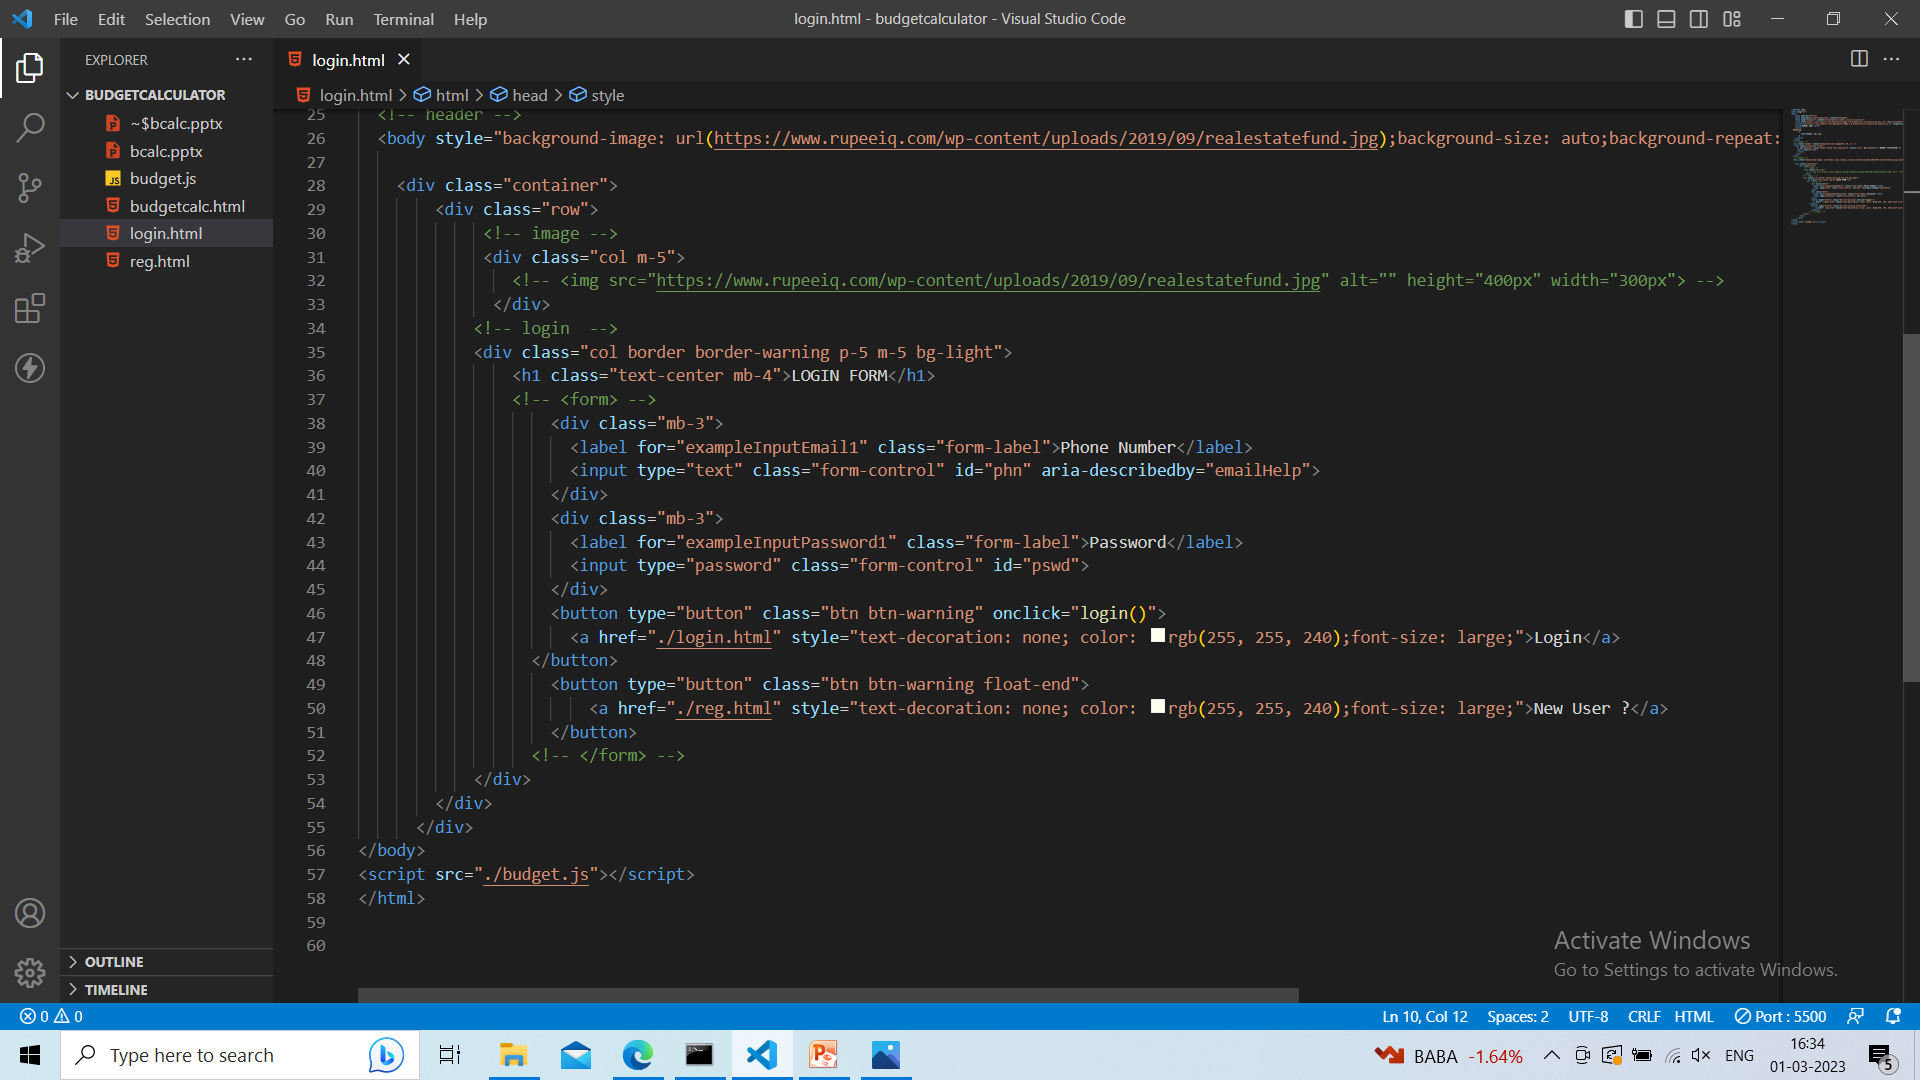 File Edit Selection View Go Run Terminal Help
login.html - budgetcalculator - Visual Studio Code
EXPLORER
BUDGETCALCULATOR
~$bcalc.pptx
bcalc.pptx
budget.js
budgetcalc.html
login.html
reg.html
OUTLINE
TIMELINE
login.html
login.html > html > head > style
25 <!-- header -->
26 <body style="background-image: url(https://www.rupeeiq.com/wp-content/uploads/2019/09/realestatefund.jpg);background-size: auto;background-repeat:
27
28 <div class="container">
29 <div class="row">
30 <!-- image -->
31 <div class="col m-5">
32 <!-- <img src="https://www.rupeeiq.com/wp-content/uploads/2019/09/realestatefund.jpg" alt="" height="400px" width="300px"> -->
33 </div>
34 <!-- login  -->
35 <div class="col border border-warning p-5 m-5 bg-light">
36 <h1 class="text-center mb-4">LOGIN FORM</h1>
37 <!-- <form> -->
38 <div class="mb-3">
39 <label for="exampleInputEmail1" class="form-label">Phone Number</label>
40 <input type="text" class="form-control" id="phn" aria-describedby="emailHelp">
41 </div>
42 <div class="mb-3">
43 <label for="exampleInputPassword1" class="form-label">Password</label>
44 <input type="password" class="form-control" id="pswd">
45 </div>
46 <button type="button" class="btn btn-warning" onclick="login()">
47 <a href="./login.html" style="text-decoration: none; color: rgb(255, 255, 240);font-size: large;">Login</a>
48 </button>
49 <button type="button" class="btn btn-warning float-end">
50 <a href="./reg.html" style="text-decoration: none; color: rgb(255, 255, 240);font-size: large;">New User ?</a>
51 </button>
52 <!-- </form> -->
53 </div>
54 </div>
55 </div>
56 </body>
57 <script src="./budget.js"></script>
58 </html>
59
60
Activate Windows
Go to Settings to activate Windows.
0 0 Ln 10, Col 12 Spaces: 2 UTF-8 CRLF HTML Port : 5500
Type here to search
BABA -1.64% ENG
16:34
01-03-2023
5